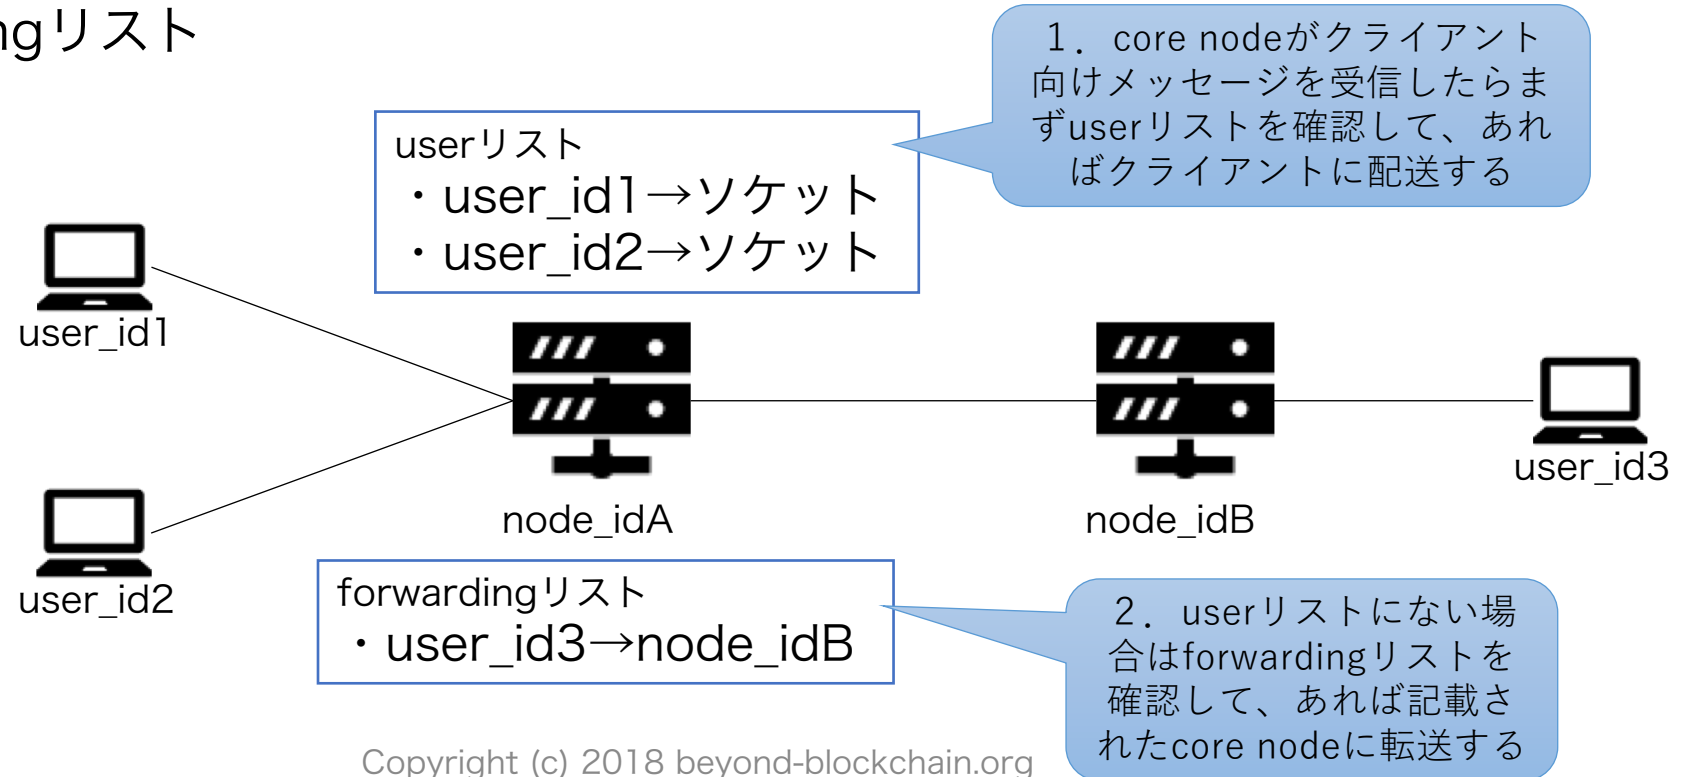 ngリスト
1．core nodeがクライアント
向けメッセージを受信したらま
ずuserリストを確認して、あれ
ばクライアントに配送する
userリスト
・user_id1→ソケット
・user_id2→ソケット
user_id1
user_id2
node_idA
node_idB
user_id3
forwardingリスト
・user_id3→node_idB
2．userリストにない場
合はforwardingリストを
確認して、あれば記載さ
れたcore nodeに転送する
Copyright (c) 2018 beyond-blockchain.org